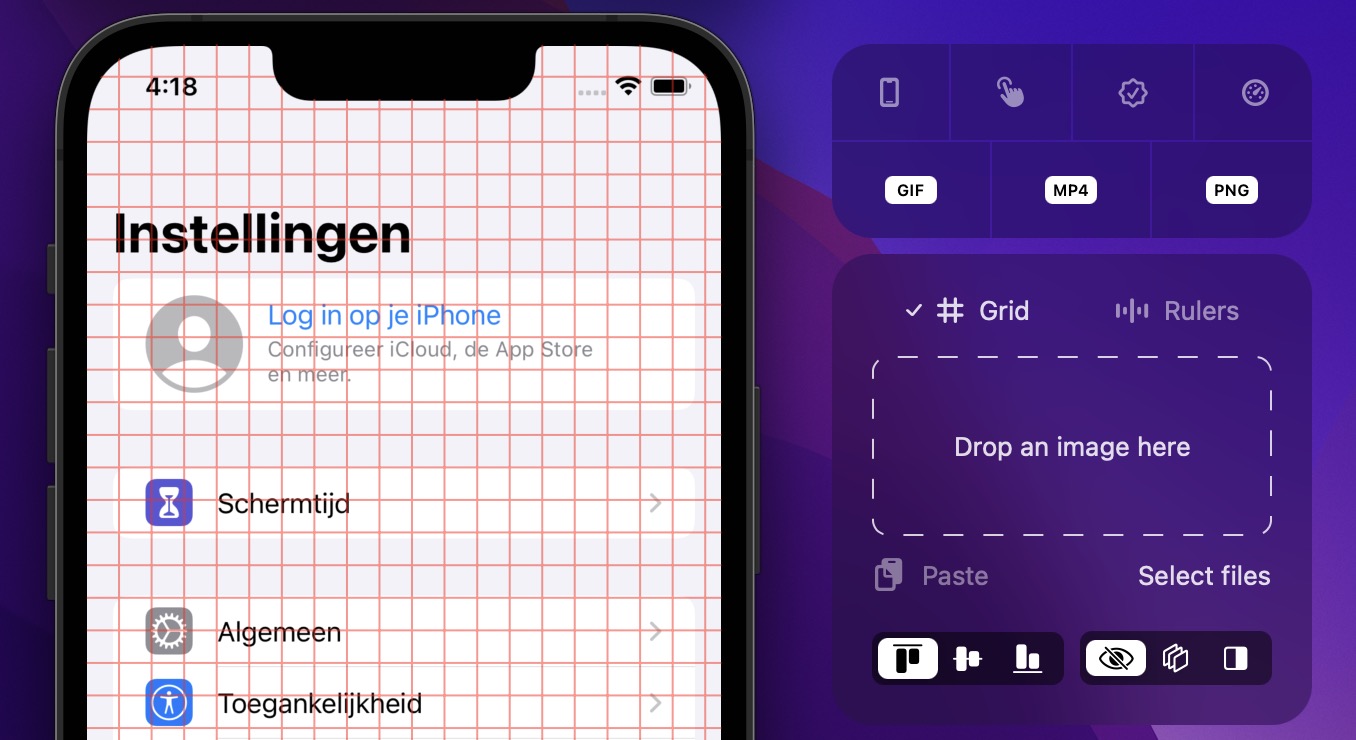 4:18
Instellingen
Log in op je iPhone
Configureer iCloud, de App Store
en meer.
Schermtijd
Algemeen
Toegankelijkheid
GIF
MP4
PNG
Grid
Rulers
Drop an image here
Paste
Select files